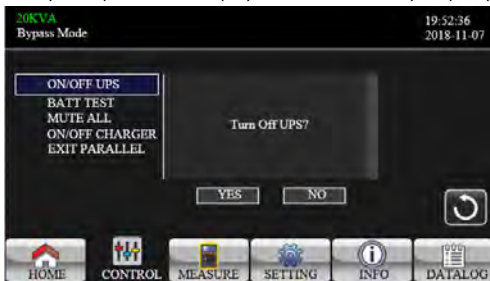 20KVA
Bypass Mode
19:52:36
2018-11-07
ON/OFF UPS
BATT TEST
MUTE ALL
ON/OFF CHARGER
EXIT PARALLEL
Turn Off UPS?
YES
NO
HOME
CONTROL
MEASURE
SETTING
INFO
DATALOG